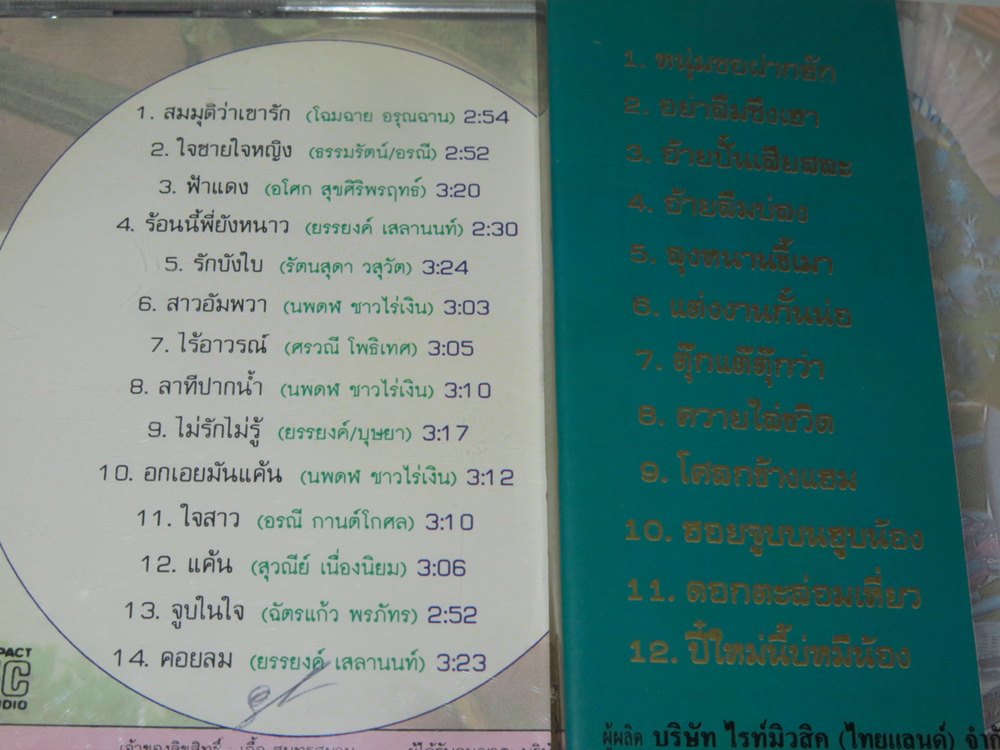 1. สมมุติว่าเขารัก (โฉมฉาย อรุณฉาน) 2:54
2. ใจชายใจหญิง (ธรรมรัตน์/อรณี) 2:52
3. ฟ้าแดง (อโศก สุขศิริพรฤทธิ์) 3:20
4. ร้อนนี้พี่ยังหนาว (ยรรยงค์ เสลานนท์) 2:30
5. รักบังใบ (รัตนสุดา วสุวัต) 3:24
6. สาวอัมพวา (นพดฬ ชาวไร่เงิน) 3:03
7. ไร้อาวรณ์ (ศรวณี โพธิเทศ) 3:05
8. ลาทีปากน้ำ (นพดฬ ชาวไร่เงิน) 3:10
9. ไม่รักไม่รู้ (ยรรยงค์/บุษยา) 3:17
10. อกเอยมันแค้น (นพดฬ ชาวไร่เงิน) 3:12
11. ใจสาว (อรณี กานต์โกศล) 3:10
12. แค้น (สุวณีย์ เนื่องนิยม) 3:06
13. จูบในใจ (ฉัตรแก้ว พรภัทร) 2:52
14. คอยลม (ยรรยงค์ เสลานนท์) 3:23
1. หนุ่มขอฝากฮัก
2. อย่าลืมซึงเฮา
3. อ้ายปั๋นเสียสละ
4. อ้ายลืมบ่ลง
5. ลุงหนานขี้เมา
6. แต่งงานกั๋นน่อ
7. ตุ๊กแต๊ตุ๊กว่า
8. ควายไล่ขวิด
9. โศลกข้างแฮม
10. ฮอยจูบบนฮูบน้อง
11. ดอกตะล่อมเหี่ยว
12. ปี๋ใหม่นี้บ่หมีน้อง
ผู้ผลิต บริษัท ไรท์มิวสิค (ไทยแลนด์)